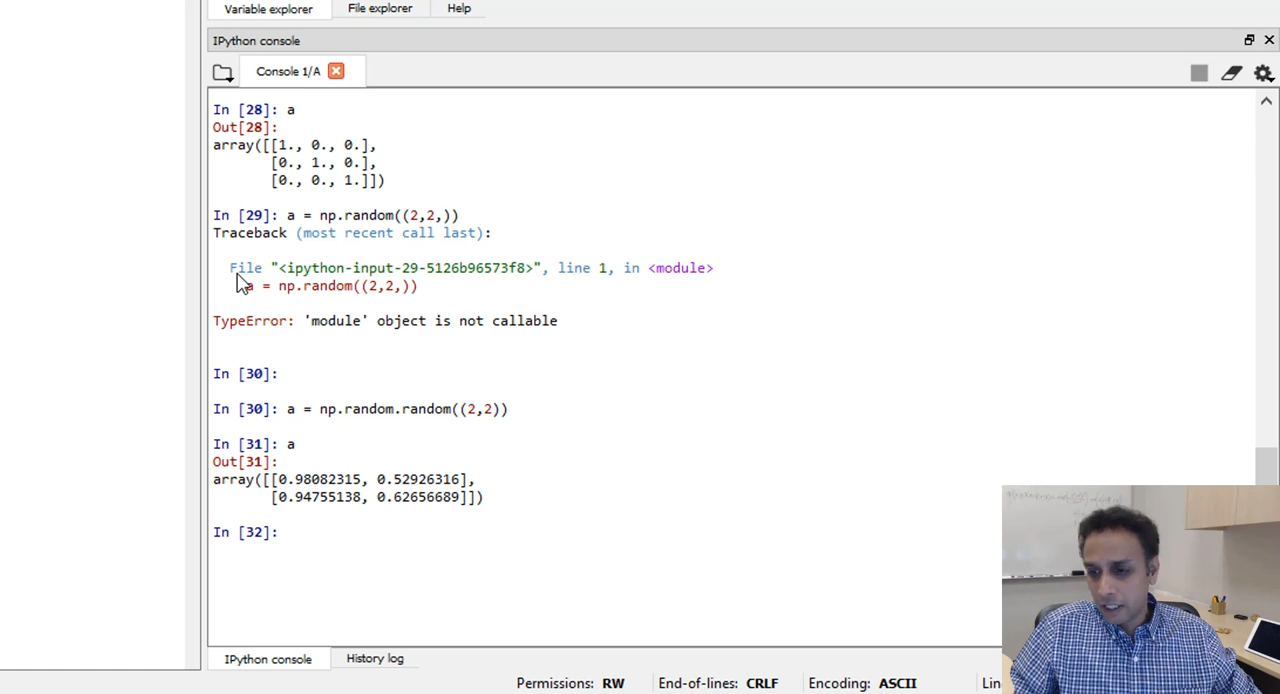 Variable explorer File explorer Help
IPython console
Console 1/A
In [28]: a
Out[28]:
array([[1., 0., 0.],
[0., 1., 0.],
[0., 0., 1.]])
In [29]: a = np.random((2,2,))
Traceback (most recent call last):
File "<ipython-input-29-5126b96573f8>", line 1, in <module>
a = np.random((2,2,))
TypeError: 'module' object is not callable
In [30]:
In [30]: a = np.random.random((2,2))
In [31]: a
Out[31]:
array([[0.98082315, 0.52926316],
[0.94755138, 0.62656689]])
In [32]:
IPython console History log
Permissions: RW End-of-lines: CRLF Encoding: ASCII Lin